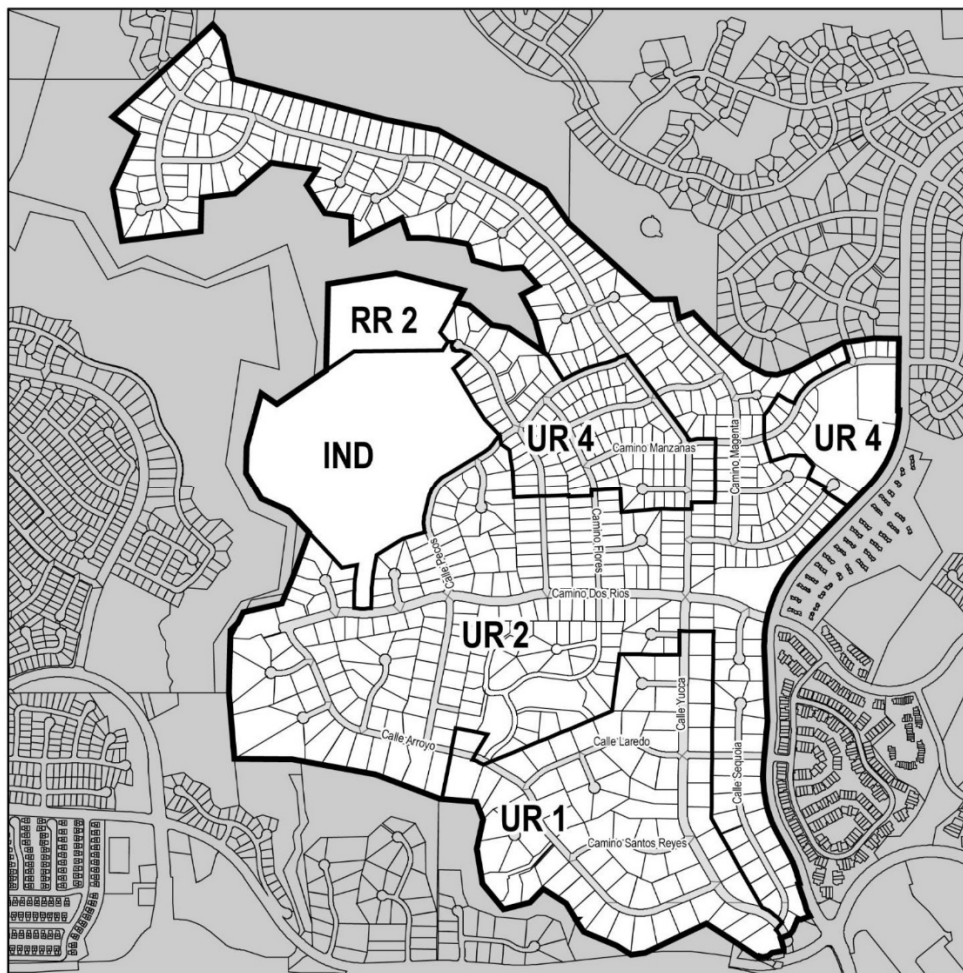 RR 2
IND
UR 4
Camino Manzanas
Camino Magenta
UR 4
Calle Pecos
Camino Flores
Camino Dos Rios
UR 2
Calle Yucca
Calle Arroyo
Calle Laredo
Calle Sequoia
UR 1
Camino Santos Reyes